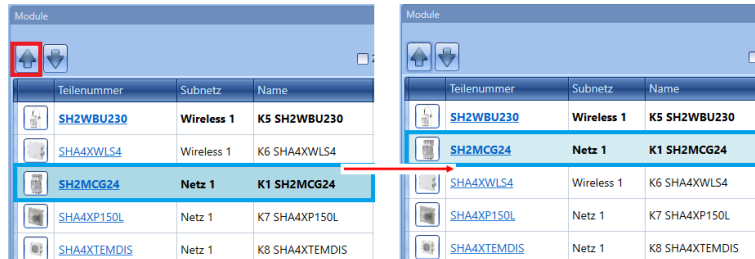 Module
Teilenummer Subnetz Name
SH2WBU230 Wireless 1 K5 SH2WBU230
SHA4XWLS4 Wireless 1 K6 SHA4XWLS4
SH2MCG24 Netz 1 K1 SH2MCG24
SHA4XP150L Netz 1 K7 SHA4XP150L
SHA4XTEMDIS Netz 1 K8 SHA4XTEMDIS
Module
Teilenummer Subnetz Name
SH2WBU230 Wireless 1 K5 SH2WBU230
SH2MCG24 Netz 1 K1 SH2MCG24
SHA4XWLS4 Wireless 1 K6 SHA4XWLS4
SHA4XP150L Netz 1 K7 SHA4XP150L
SHA4XTEMDIS Netz 1 K8 SHA4XTEMDIS